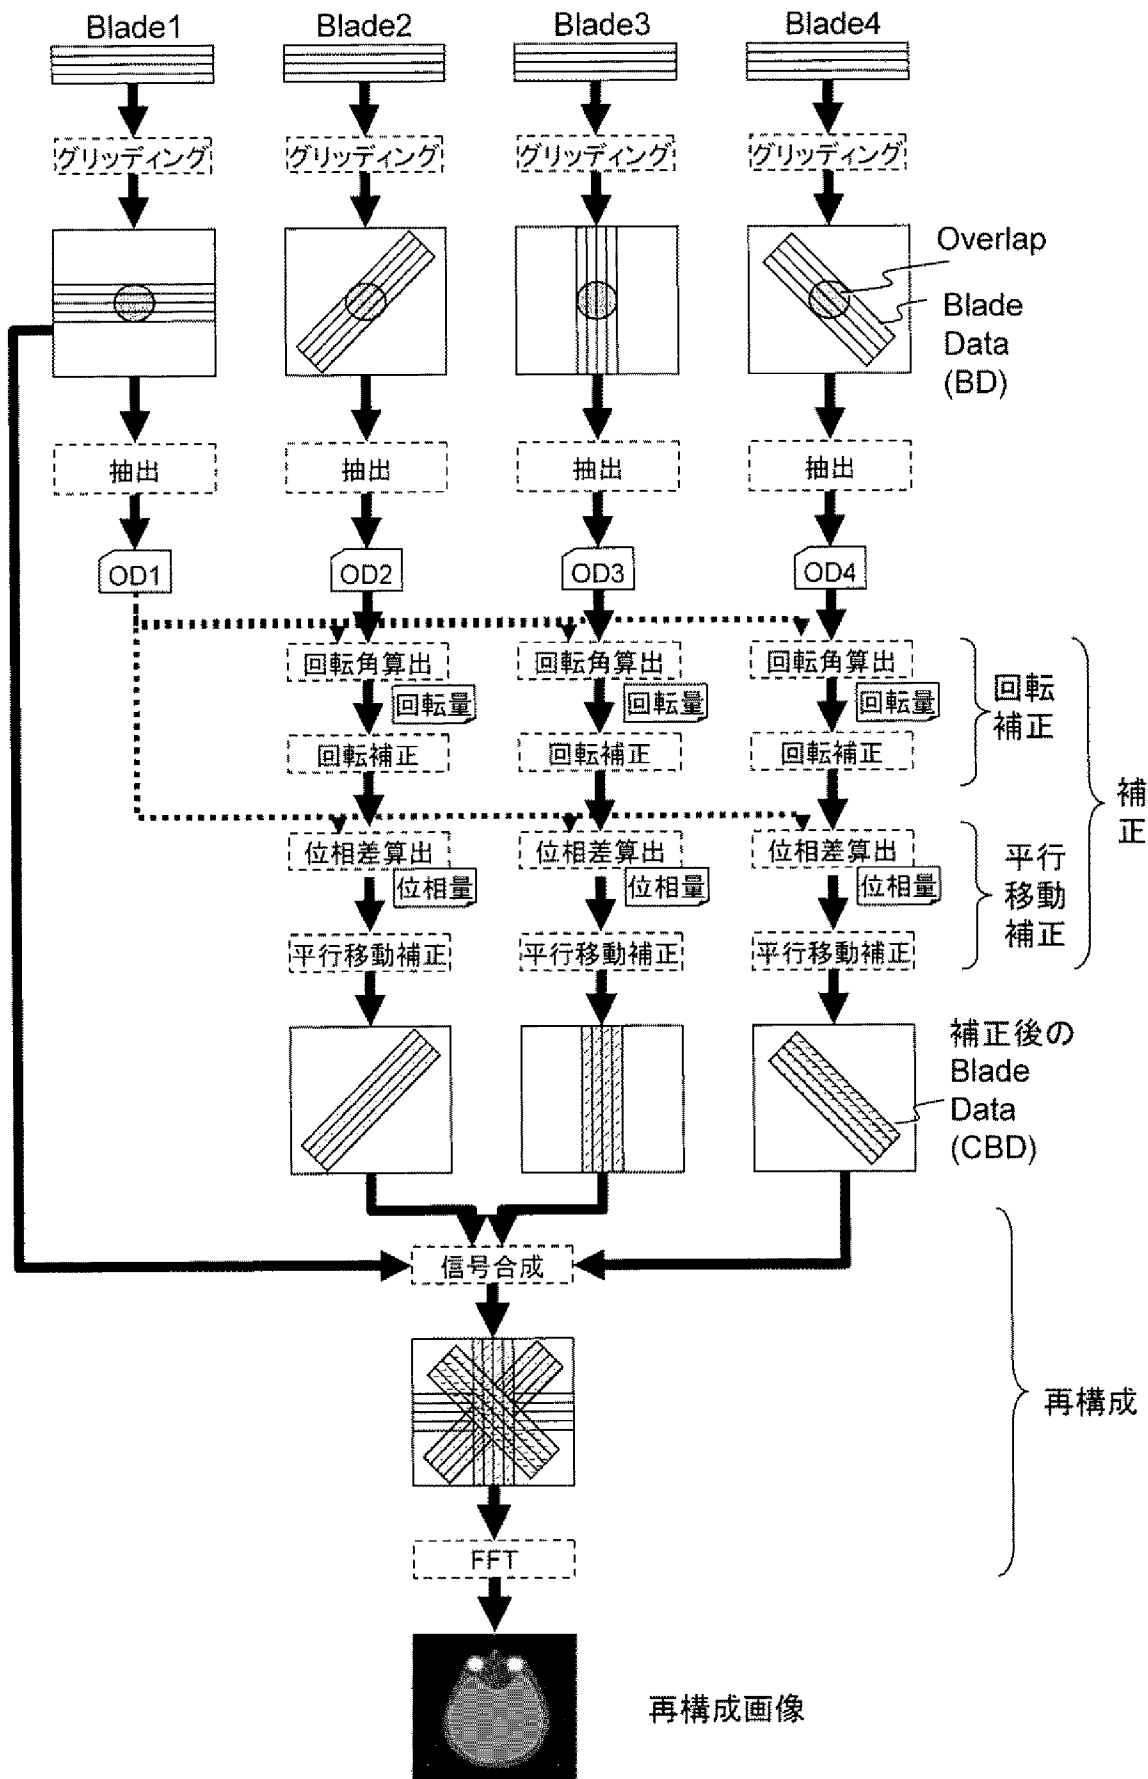 Blade1 Blade2 Blade3 Blade4
グリッディング グリッディング グリッディング グリッディング
Overlap
Blade
Data
(BD)
抽出 抽出 抽出 抽出
OD1 OD2 OD3 OD4
回転角算出 回転角算出 回転角算出
回転量 回転量 回転量
回転補正 回転補正 回転補正
回転
補正
位相差算出 位相差算出 位相差算出
位相量 位相量 位相量
平行移動補正 平行移動補正 平行移動補正
平行
移動
補正
補
正
補正後の
Blade
Data
(CBD)
信号合成
FFT
再構成
再構成画像